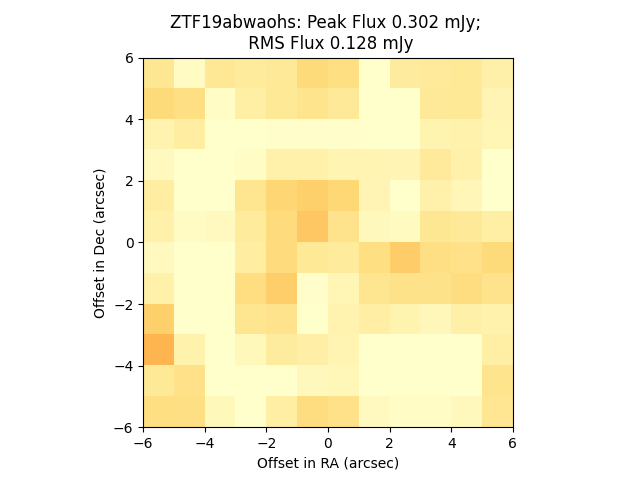 ZTF19abwaohs: Peak Flux 0.302 mJy;
RMS Flux 0.128 mJy
6
4
2
0
−2
−4
−6
Offset in Dec (arcsec)
−6 −4 −2 0 2 4 6
Offset in RA (arcsec)